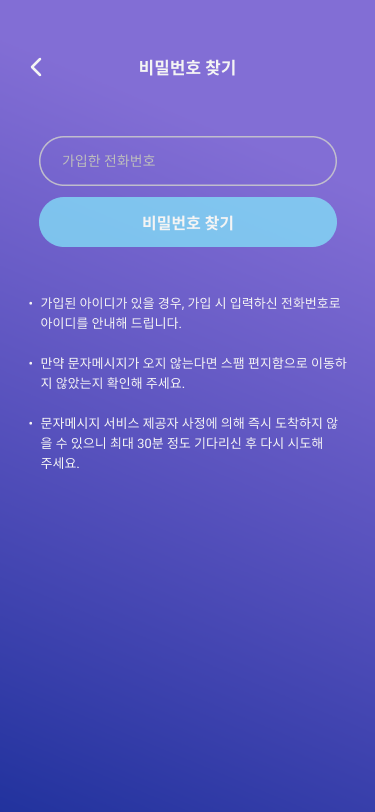 비밀번호 찾기
가입한 전화번호
비밀번호 찾기
• 가입된 아이디가 있을 경우, 가입 시 입력하신 전화번호로
아이디를 안내해 드립니다.
• 만약 문자메시지가 오지 않는다면 스팸 편지함으로 이동하
지 않았는지 확인해 주세요.
• 문자메시지 서비스 제공자 사정에 의해 즉시 도착하지 않
을 수 있으니 최대 30분 정도 기다리신 후 다시 시도해
주세요.